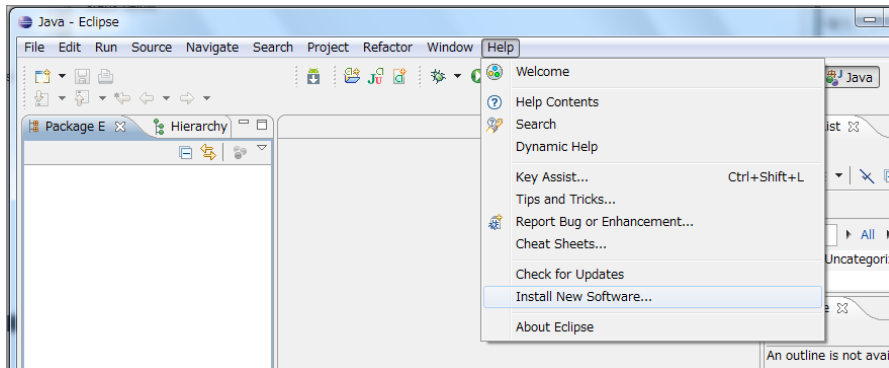 Java - Eclipse
File Edit Run Source Navigate Search Project Refactor Window Help
Java
Package E Hierarchy
Welcome
Help Contents
Search
Dynamic Help
Key Assist... Ctrl+Shift+L
Tips and Tricks...
Report Bug or Enhancement...
Cheat Sheets...
Check for Updates
Install New Software...
About Eclipse
ist
All
Uncategori
An outline is not avai